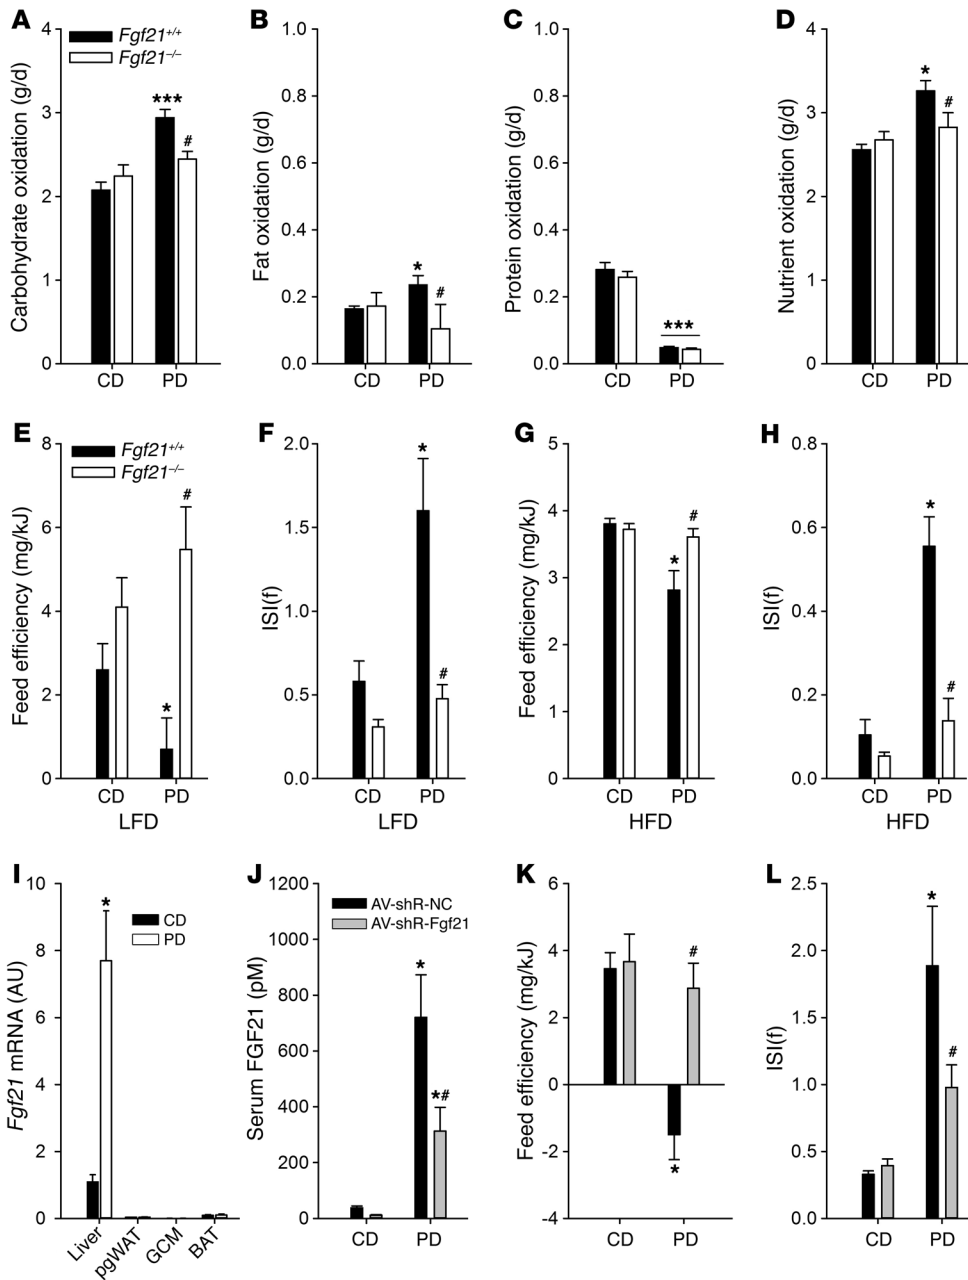 A
Carbohydrate oxidation (g/d)
4
3
2
1
0
Fgf21+/+
Fgf21−/−
***
#
CD PD
B
Fat oxidation (g/d)
1.0
0.8
0.6
0.4
0.2
0.0
*
#
CD PD
C
Protein oxidation (g/d)
1.0
0.8
0.6
0.4
0.2
0.0
***
CD PD
D
Nutrient oxidation (g/d)
4
3
2
1
0
*
#
CD PD
E
Feed efficiency (mg/kJ)
8
6
4
2
0
Fgf21+/+
Fgf21−/−
*
#
CD PD
LFD
F
ISI(f)
2.0
1.5
1.0
0.5
0.0
*
#
CD PD
LFD
G
Feed efficiency (mg/kJ)
5
4
3
2
1
0
*
#
CD PD
HFD
H
ISI(f)
0.8
0.6
0.4
0.2
0.0
*
#
CD PD
HFD
I
Fgf21 mRNA (AU)
10
8
6
4
2
0
*
CD
PD
Liver pgWAT GCM BAT
J
Serum FGF21 (pM)
1200
1000
800
600
400
200
0
AV-shR-NC
AV-shR-Fgf21
*
*#
CD PD
K
Feed efficiency (mg/kJ)
6
4
2
0
-2
-4
#
*
CD PD
L
ISI(f)
2.5
2.0
1.5
1.0
0.5
0.0
*
#
CD PD